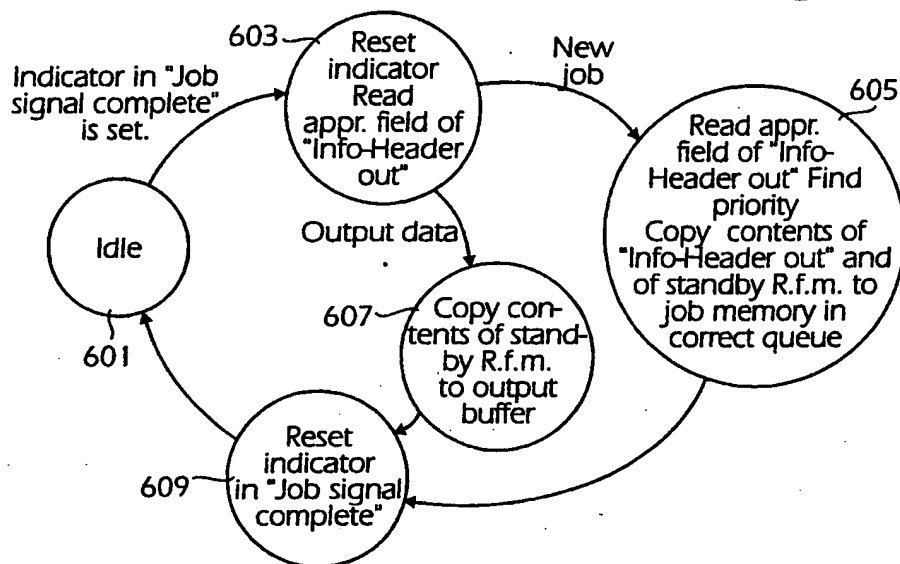 603
Reset
indicator
Read
appr. field of
"Info-Header
out"
New
job
Indicator in "Job
signal complete"
is set.
605
Read appr.
field of "Info-
Header out" Find
priority
Copy contents of
"Info-Header out" and
of standby R.f.m. to
job memory in
correct queue
Idle
601
Output data
607
Copy con-
tents of stand-
by R.f.m.
to output
buffer
609
Reset
indicator
in "Job signal
complete"